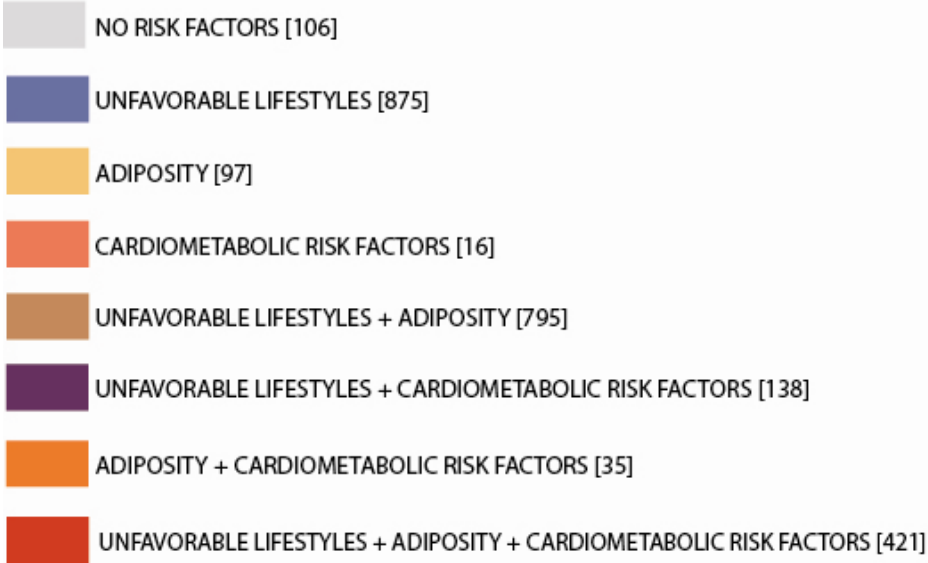 NO RISK FACTORS [106]
UNFAVORABLE LIFESTYLES [875]
ADIPOSITY [97]
CARDIOMETABOLIC RISK FACTORS [16]
UNFAVORABLE LIFESTYLES + ADIPOSITY [795]
UNFAVORABLE LIFESTYLES + CARDIOMETABOLIC RISK FACTORS [138]
ADIPOSITY + CARDIOMETABOLIC RISK FACTORS [35]
UNFAVORABLE LIFESTYLES + ADIPOSITY + CARDIOMETABOLIC RISK FACTORS [421]